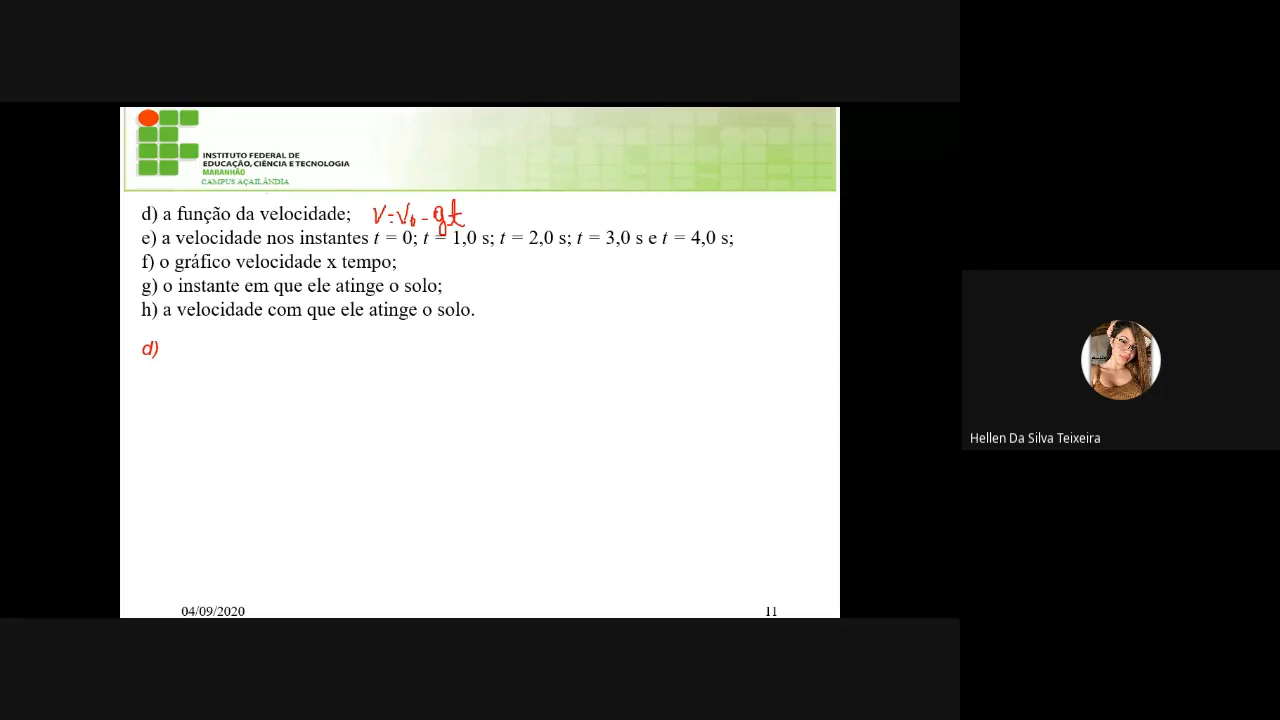 INSTITUTO FEDERAL DE
EDUCAÇÃO, CIÊNCIA E TECNOLOGIA
MARANHÃO
CAMPUS AÇAILÂNDIA
d) a função da velocidade; V=V₀-gt
e) a velocidade nos instantes t = 0; t = 1,0 s; t = 2,0 s; t = 3,0 s e t = 4,0 s;
f) o gráfico velocidade x tempo;
g) o instante em que ele atinge o solo;
h) a velocidade com que ele atinge o solo.
d)
04/09/2020 11
Hellen Da Silva Teixeira